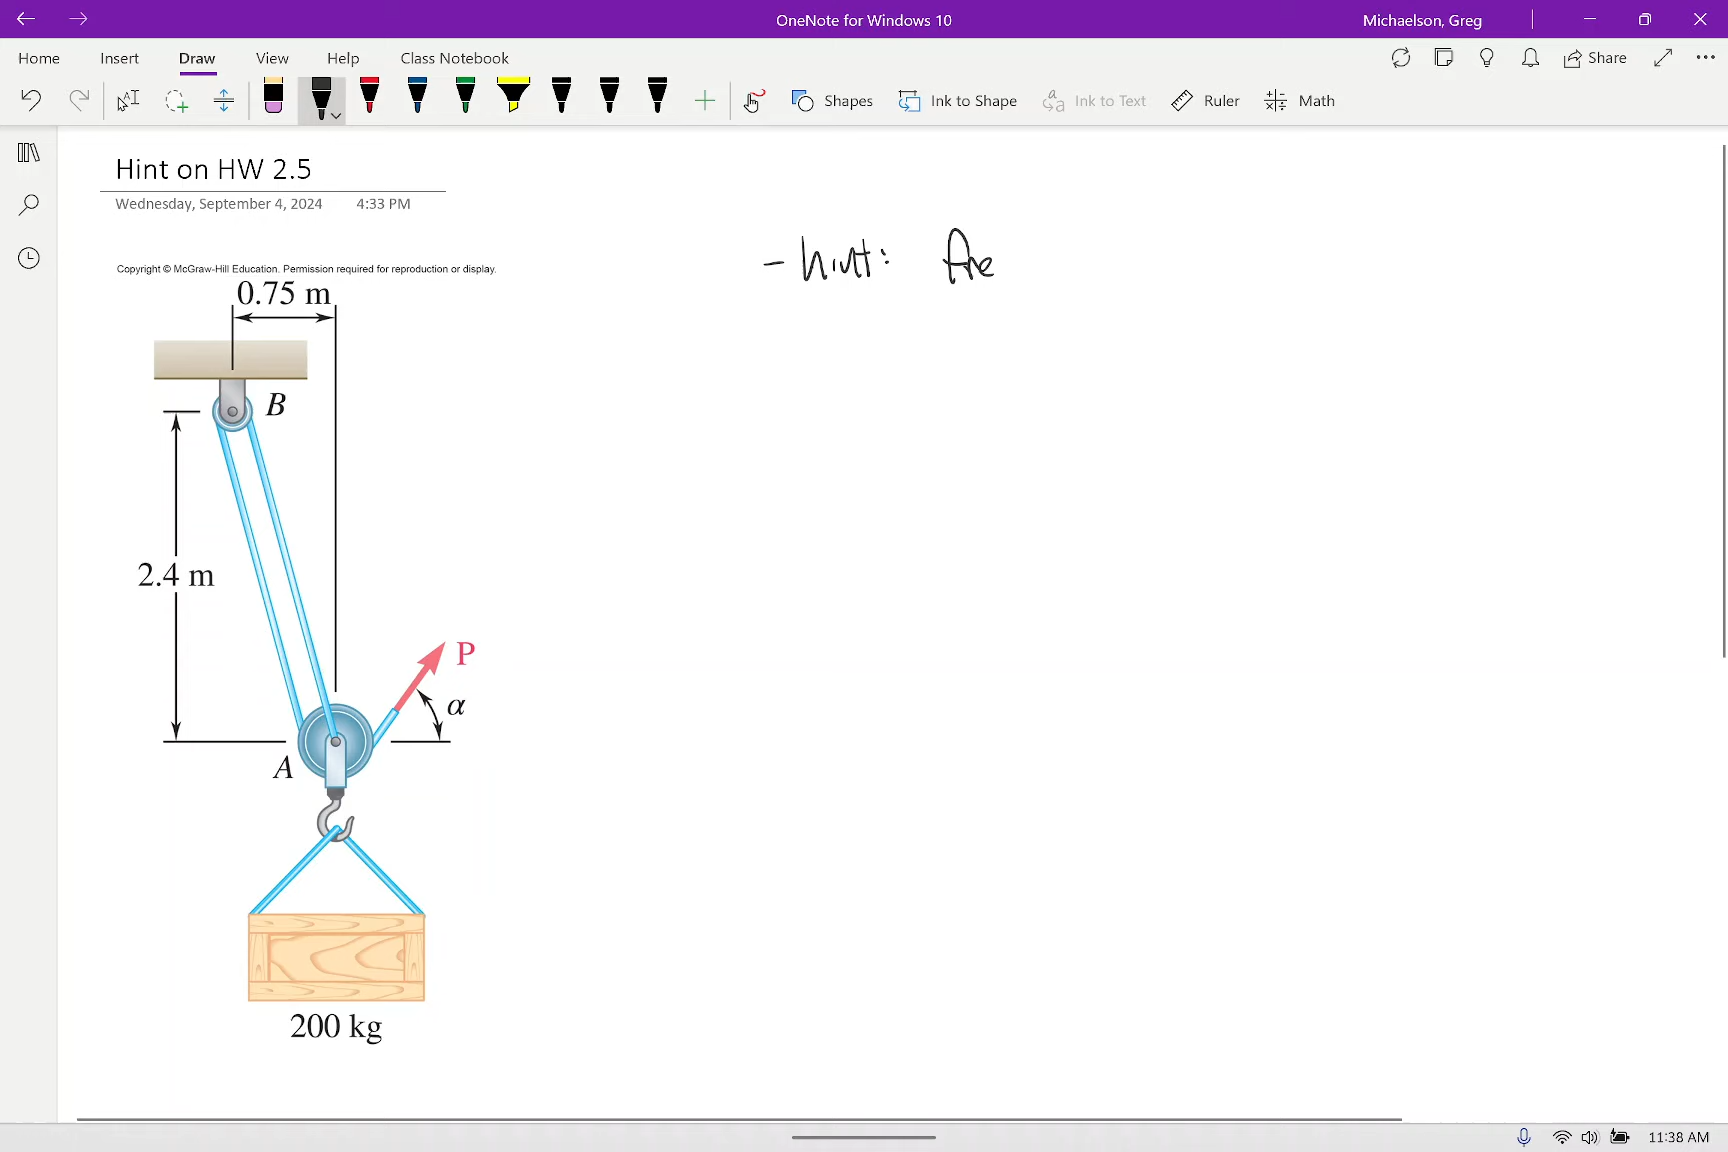 OneNote for Windows 10
Michaelson, Greg
Home Insert Draw View Help Class Notebook
Share
Shapes Ink to Shape Ink to Text Ruler Math
Hint on HW 2.5
Wednesday, September 4, 2024 4:33 PM
- hint: fre
Copyright © McGraw-Hill Education. Permission required for reproduction or display.
0.75 m
B
2.4 m
P
α
A
200 kg
11:38 AM